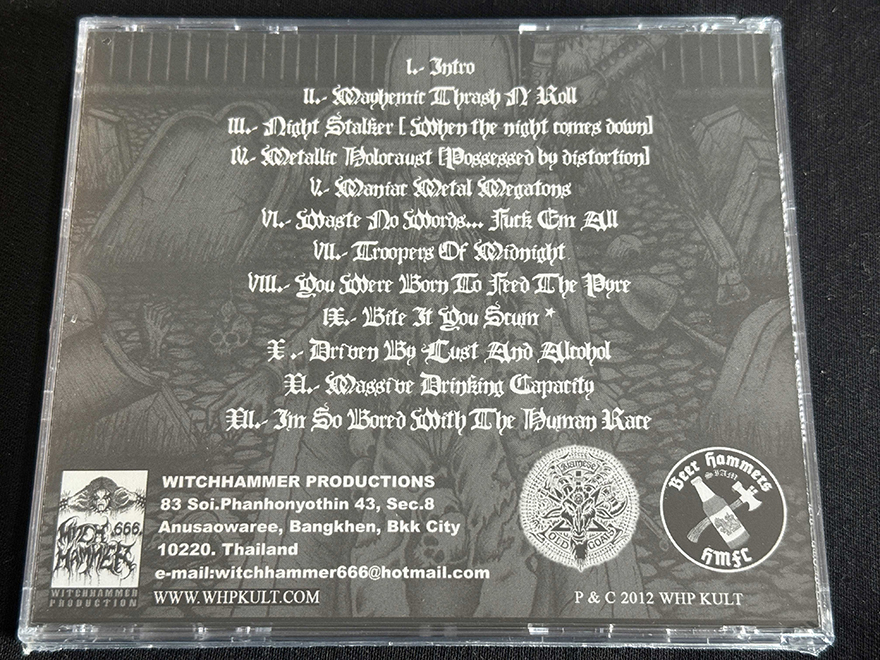 I.- Intro
II.- Mayhemic Thrash N' Roll
III.- Night Stalker [ When the night comes down]
IV.- Metallic Holocaust [Possessed by distortion]
V.- Maniac Metal Megatons
VI.- Waste No Words... Fuck Em All
VII.- Troopers Of Midnight
VIII.- You Were Born To Feed The Pyre
IX.- Bite It You Scum *
X.- Driven By Lust And Alcohol
XI.- Massive Drinking Capacity
XII.- Im So Bored With The Human Race
WITCHHAMMER PRODUCTIONS
83 Soi.Phanhonyothin 43, Sec.8
Anusaowaree, Bangkhen, Bkk City
10220. Thailand
e-mail:witchhammer666@hotmail.com
WWW.WHPKULT.COM
WITCH 666
HAMMER
WITCHHAMMER
PRODUCTION
Beer Hammers
SIAM
HMFC
P & C 2012 WHP KULT